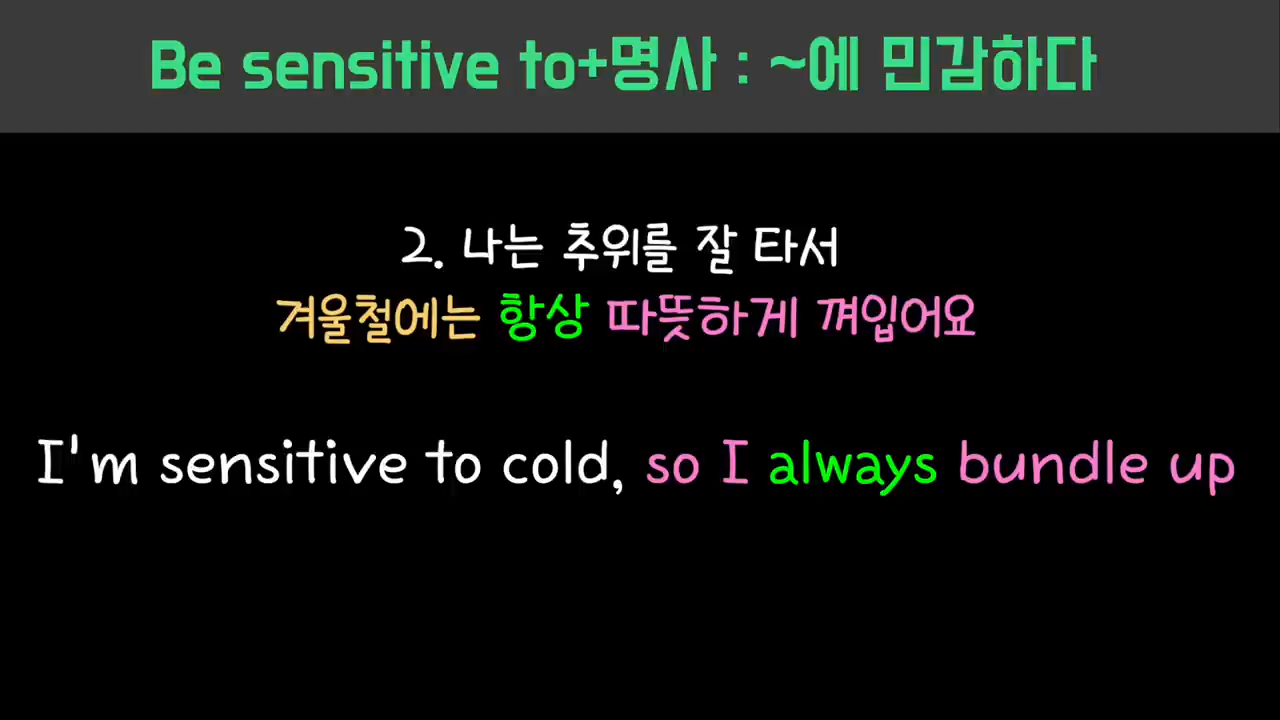 Be sensitive to+명사 : ~에 민감하다
2. 나는 추위를 잘 타서
겨울철에는 항상 따뜻하게 껴입어요
I'm sensitive to cold, so I always bundle up